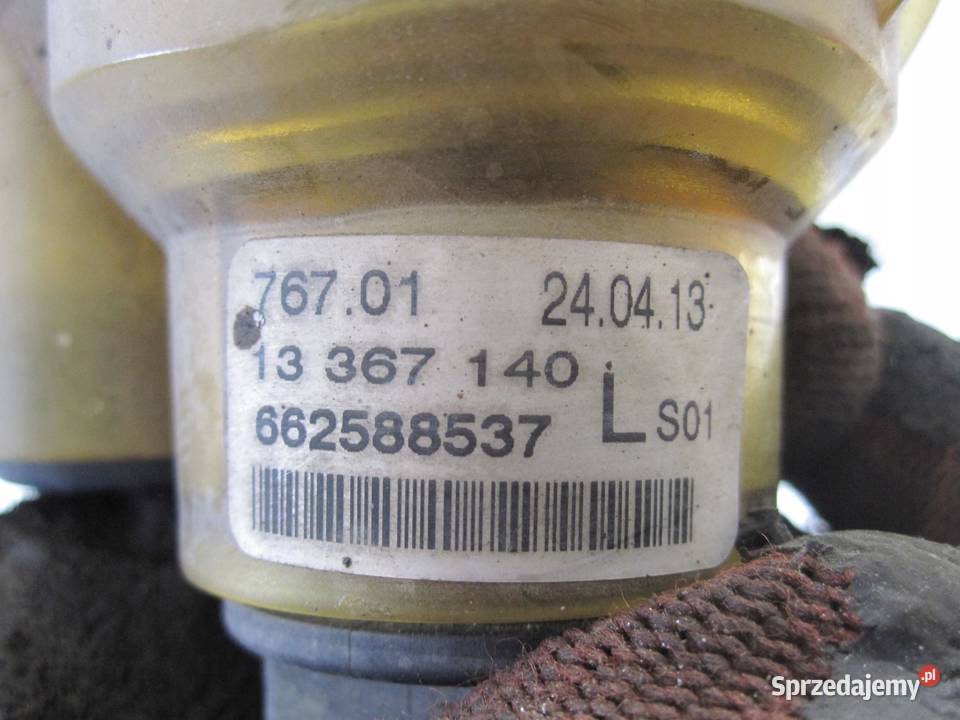 767.01 24.04.13
13 367 140
662588537 L S01
Sprzedajemy.pl